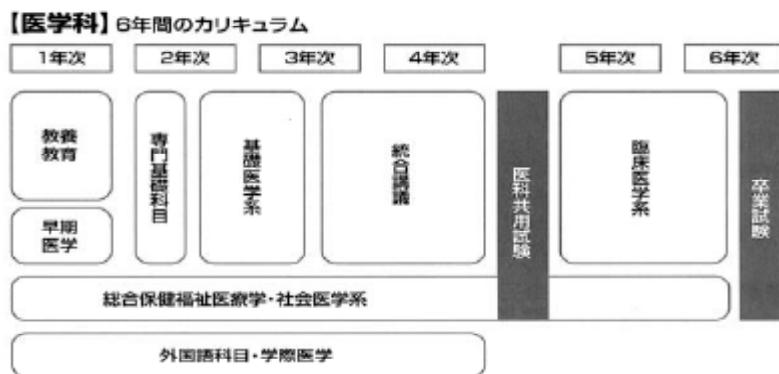 【医学科】6年間のカリキュラム
1年次 2年次 3年次 4年次 5年次 6年次
教養
教育
早期
医学
専門基礎科目
基礎医学系
統合講議
医科共用試験
臨床医学系
卒業試験
総合保健福祉医療学・社会医学系
外国語科目・学際医学